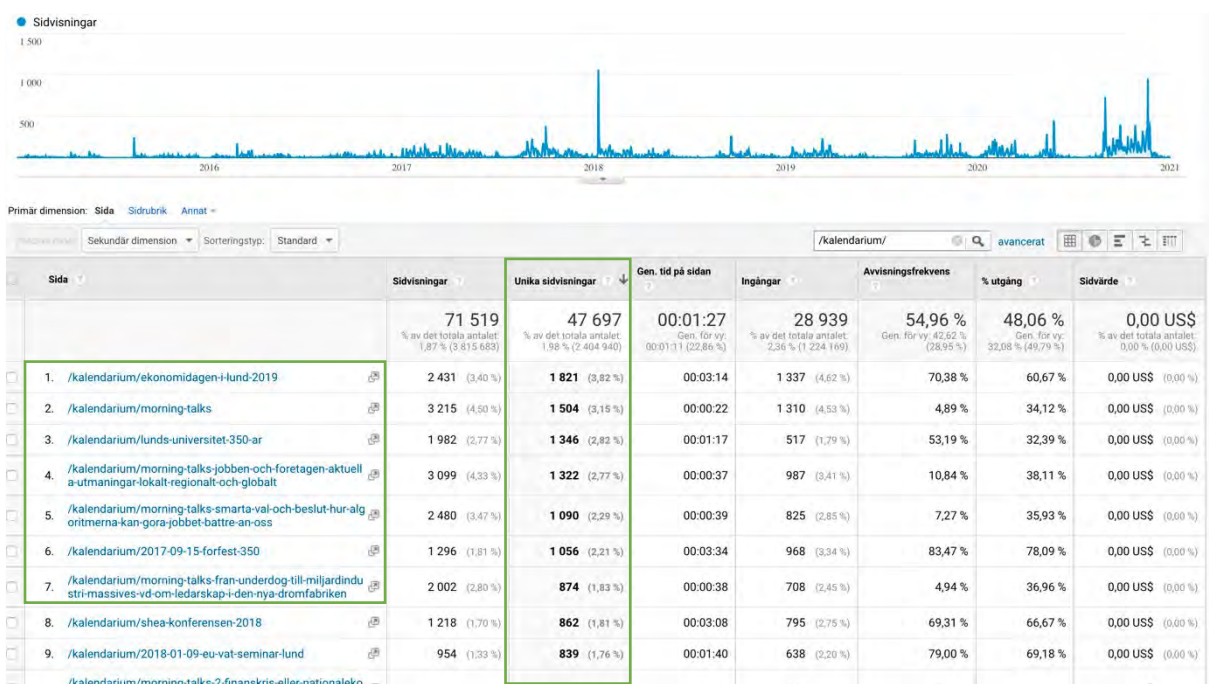 Sidvisningar
1 500
1 000
500
2016 2017 2018 2019 2020 2021
Primär dimension: Sida Sidrubrik Annat
Sekundär dimension Sorteringstyp: Standard /kalendarium/ avancerat
Sida Sidvisningar Unika sidvisningar Gen. tid på sidan Ingångar Avvisningsfrekvens % utgång Sidvärde
71 519 47 697 00:01:27 28 939 54,96 % 48,06 % 0,00 US$
% av det totala antalet: % av det totala antalet: Gen. för vy: % av det totala antalet: Gen. för vy: 42,62 % Gen. för vy: % av det totala antalet:
1,87 % (3 815 683) 1,98 % (2 404 940) 00:01:11 (22,86 %) 2,36 % (1 224 169) (28,95 %) 32,08 % (49,79 %) 0,00 % (0,00 US$)
1. /kalendarium/ekonomidagen-i-lund-2019 2 431 (3,40 %) 1 821 (3,82 %) 00:03:14 1 337 (4,62 %) 70,38 % 60,67 % 0,00 US$ (0,00 %)
2. /kalendarium/morning-talks 3 215 (4,50 %) 1 504 (3,15 %) 00:00:22 1 310 (4,53 %) 4,89 % 34,12 % 0,00 US$ (0,00 %)
3. /kalendarium/lunds-universitet-350-ar 1 982 (2,77 %) 1 346 (2,82 %) 00:01:17 517 (1,79 %) 53,19 % 32,39 % 0,00 US$ (0,00 %)
4. /kalendarium/morning-talks-jobben-och-foretagen-aktuell
a-utmaningar-lokalt-regionalt-och-globalt 3 099 (4,33 %) 1 322 (2,77 %) 00:00:37 987 (3,41 %) 10,84 % 38,11 % 0,00 US$ (0,00 %)
5. /kalendarium/morning-talks-smarta-val-och-beslut-hur-alg
oritmerna-kan-gora-jobbet-battre-an-oss 2 480 (3,47 %) 1 090 (2,29 %) 00:00:39 825 (2,85 %) 7,27 % 35,93 % 0,00 US$ (0,00 %)
6. /kalendarium/2017-09-15-forfest-350 1 296 (1,81 %) 1 056 (2,21 %) 00:03:34 968 (3,34 %) 83,47 % 78,09 % 0,00 US$ (0,00 %)
7. /kalendarium/morning-talks-fran-underdog-till-miljardindu
stri-massives-vd-om-ledarskap-i-den-nya-dromfabriken 2 002 (2,80 %) 874 (1,83 %) 00:00:38 708 (2,45 %) 4,94 % 36,96 % 0,00 US$ (0,00 %)
8. /kalendarium/shea-konferensen-2018 1 218 (1,70 %) 862 (1,81 %) 00:03:08 795 (2,75 %) 69,31 % 66,67 % 0,00 US$ (0,00 %)
9. /kalendarium/2018-01-09-eu-vat-seminar-lund 954 (1,33 %) 839 (1,76 %) 00:01:40 638 (2,20 %) 79,00 % 69,18 % 0,00 US$ (0,00 %)
/kalendarium/morning-talks-2-finanskris-eller-nationaleko